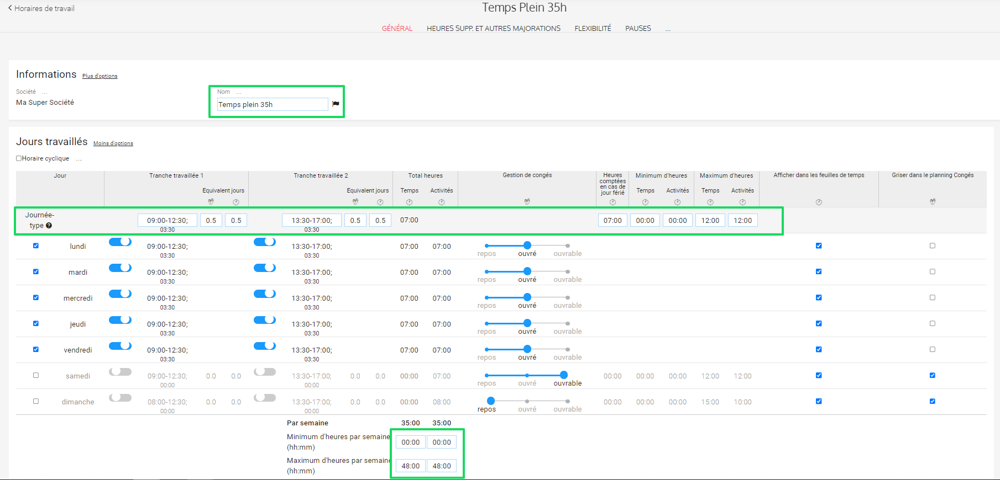 Horaires de travail
Temps Plein 35h
GÉNÉRAL HEURES SUPP. ET AUTRES MAJORATIONS FLEXIBILITÉ PAUSES ...
Informations Plus d'options
Société ... Nom ...
Ma Super Société Temps plein 35h
Jours travaillés Moins d'options
Horaire cyclique ...
Jour Tranche travaillée 1 Tranche travaillée 2 Total heures Gestion de congés Heures comptées en cas de jour férié Minimum d'heures Maximum d'heures Afficher dans les feuilles de temps Griser dans le planning Congés
Equivalent jours Equivalent jours Temps Activités Temps Activités Temps Activités
Journée-
type ? 09:00-12:30; 0.5 0.5 13:30-17:00; 0.5 0.5 07:00 07:00 00:00 00:00 12:00 12:00
03:30 03:30
lundi 09:00-12:30; 13:30-17:00; 07:00 07:00
03:30 03:30 repos ouvré ouvrable
mardi 09:00-12:30; 13:30-17:00; 07:00 07:00
03:30 03:30 repos ouvré ouvrable
mercredi 09:00-12:30; 13:30-17:00; 07:00 07:00
03:30 03:30 repos ouvré ouvrable
jeudi 09:00-12:30; 13:30-17:00; 07:00 07:00
03:30 03:30 repos ouvré ouvrable
vendredi 09:00-12:30; 13:30-17:00; 07:00 07:00
03:30 03:30 repos ouvré ouvrable
samedi 09:00-12:30; 0.0 0.0 13:30-17:00; 0.0 0.0 00:00 07:00 00:00 00:00 00:00 12:00 12:00
00:00 00:00 repos ouvré ouvrable
dimanche 08:00-12:30; 0.0 0.0 13:30-17:00; 0.0 0.0 00:00 08:00 00:00 00:00 00:00 15:00 10:00
00:00 00:00 repos ouvré ouvrable
Par semaine 35:00 35:00
Minimum d'heures par semaine
(hh:mm) 00:00 00:00
Maximum d'heures par semaine
(hh:mm) 48:00 48:00